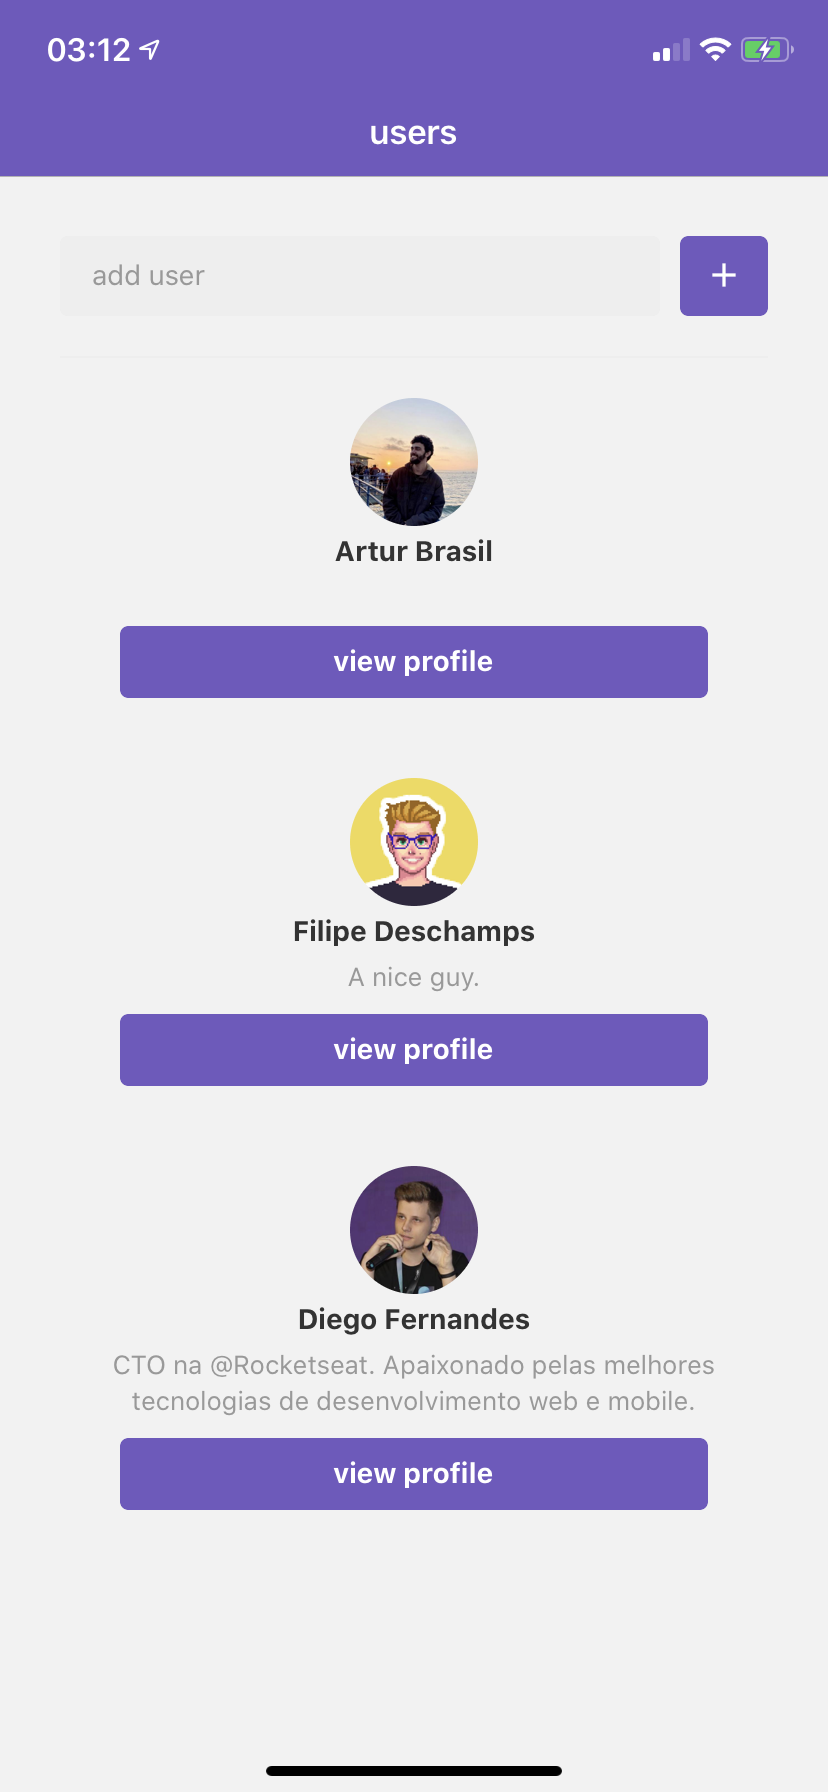 03:12
users
add user
+
Artur Brasil
view profile
Filipe Deschamps
A nice guy.
view profile
Diego Fernandes
CTO na @Rocketseat. Apaixonado pelas melhores
tecnologias de desenvolvimento web e mobile.
view profile